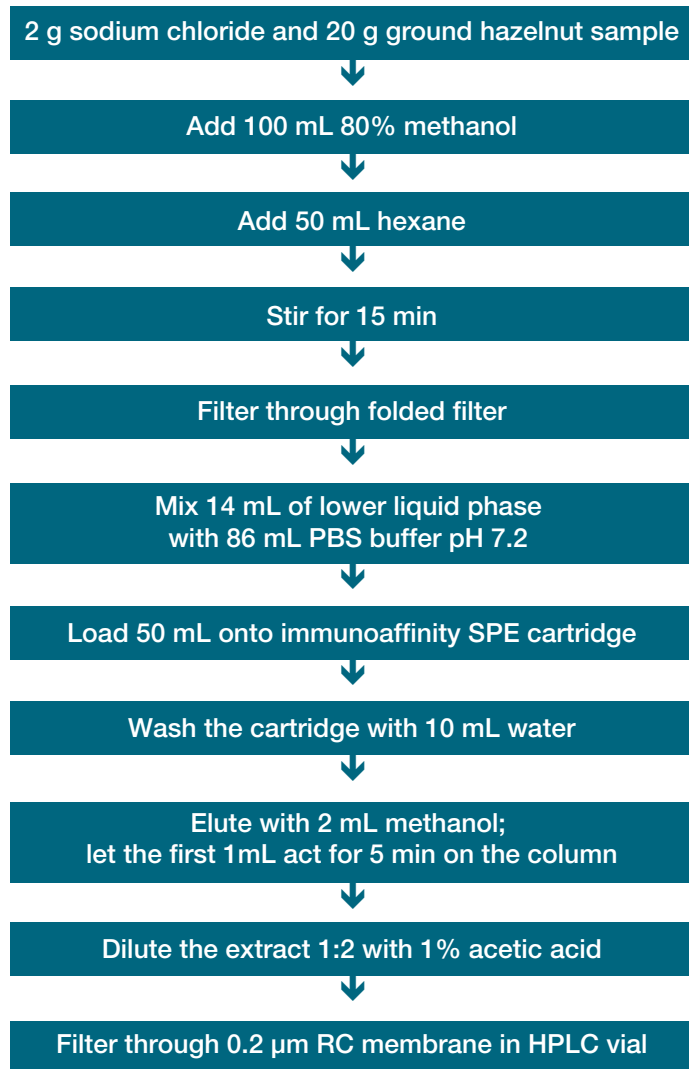 2 g sodium chloride and 20 g ground hazelnut sample
Add 100 mL 80% methanol
Add 50 mL hexane
Stir for 15 min
Filter through folded filter
Mix 14 mL of lower liquid phase
with 86 mL PBS buffer pH 7.2
Load 50 mL onto immunoaffinity SPE cartridge
Wash the cartridge with 10 mL water
Elute with 2 mL methanol;
let the first 1mL act for 5 min on the column
Dilute the extract 1:2 with 1% acetic acid
Filter through 0.2 µm RC membrane in HPLC vial